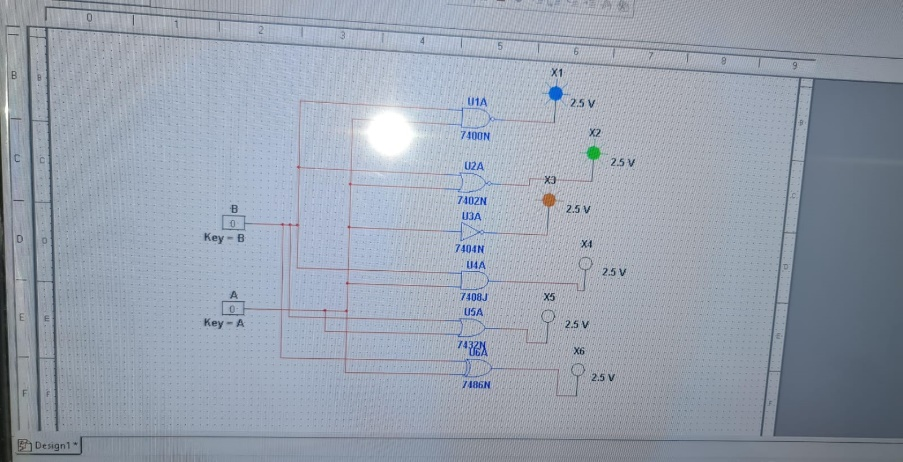 0 1 2 3 4 5 6 7 8 9
B
C
D
E
F
B
C
D
E
F
X1
2.5 V
U1A
7400N
X2
2.5 V
U2A
7402N
X3
2.5 V
U3A
7404N
B
0
Key = B
X4
2.5 V
U4A
7408J
A
0
Key = A
X5
2.5 V
U5A
7432N
X6
2.5 V
U6A
7486N
Design1 *